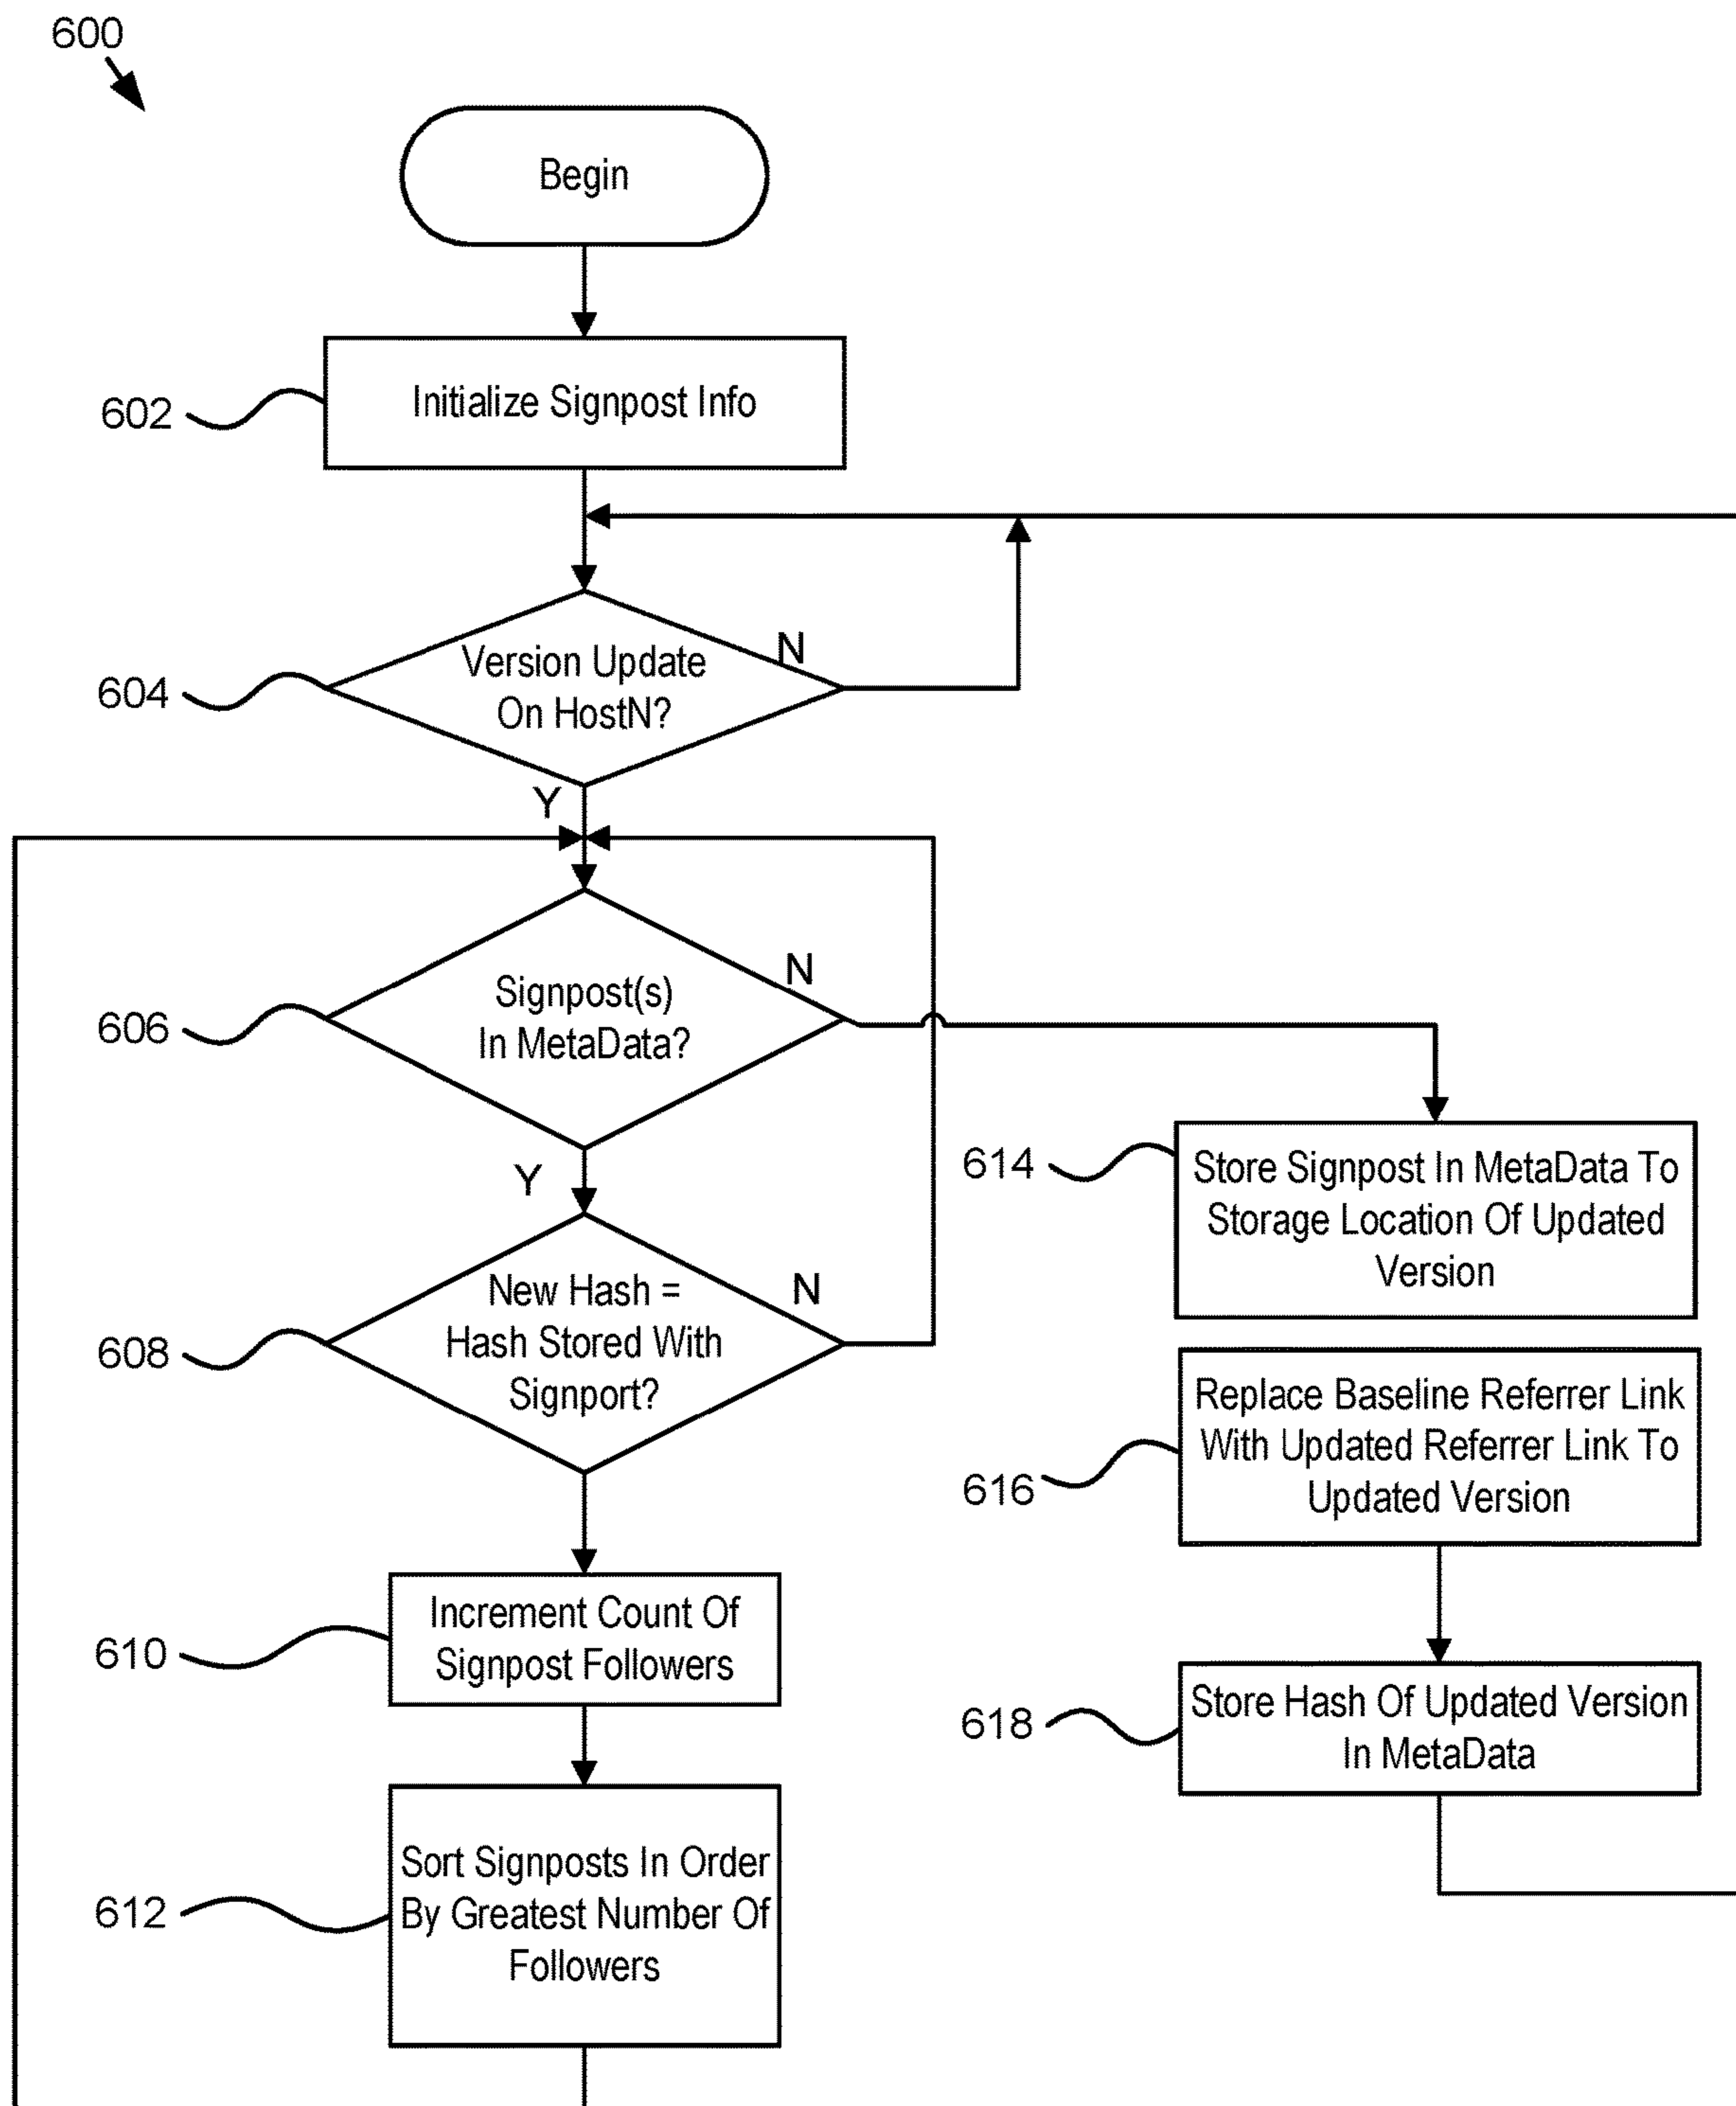 600
Begin
602
Initialize Signpost Info
604
Version Update
On HostN?
N
Y
606
Signpost(s)
In MetaData?
N
Y
608
New Hash =
Hash Stored With
Signport?
N
610
Increment Count Of
Signpost Followers
612
Sort Signposts In Order
By Greatest Number Of
Followers
614
Store Signpost In MetaData To
Storage Location Of Updated
Version
616
Replace Baseline Referrer Link
With Updated Referrer Link To
Updated Version
618
Store Hash Of Updated Version
In MetaData